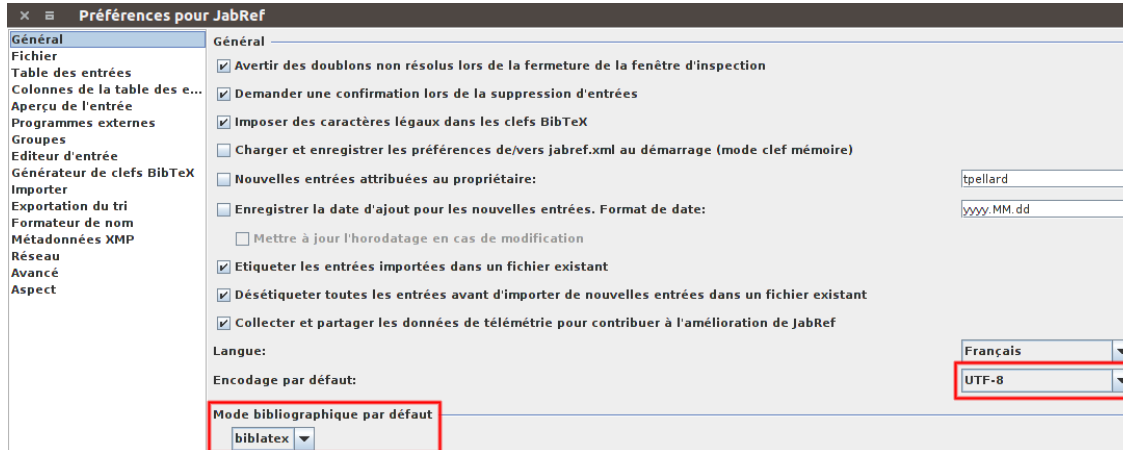 Préférences pour JabRef
Général
Fichier
Table des entrées
Colonnes de la table des e...
Aperçu de l'entrée
Programmes externes
Groupes
Editeur d'entrée
Générateur de clefs BibTeX
Importer
Exportation du tri
Formateur de nom
Métadonnées XMP
Réseau
Avancé
Aspect
Général
Avertir des doublons non résolus lors de la fermeture de la fenêtre d'inspection
Demander une confirmation lors de la suppression d'entrées
Imposer des caractères légaux dans les clefs BibTeX
Charger et enregistrer les préférences de/vers jabref.xml au démarrage (mode clef mémoire)
Nouvelles entrées attribuées au propriétaire: tpellard
Enregistrer la date d'ajout pour les nouvelles entrées. Format de date: yyyy.MM.dd
Mettre à jour l'horodatage en cas de modification
Etiqueter les entrées importées dans un fichier existant
Désétiqueter toutes les entrées avant d'importer de nouvelles entrées dans un fichier existant
Collecter et partager les données de télémétrie pour contribuer à l'amélioration de JabRef
Langue: Français
Encodage par défaut: UTF-8
Mode bibliographique par défaut
biblatex